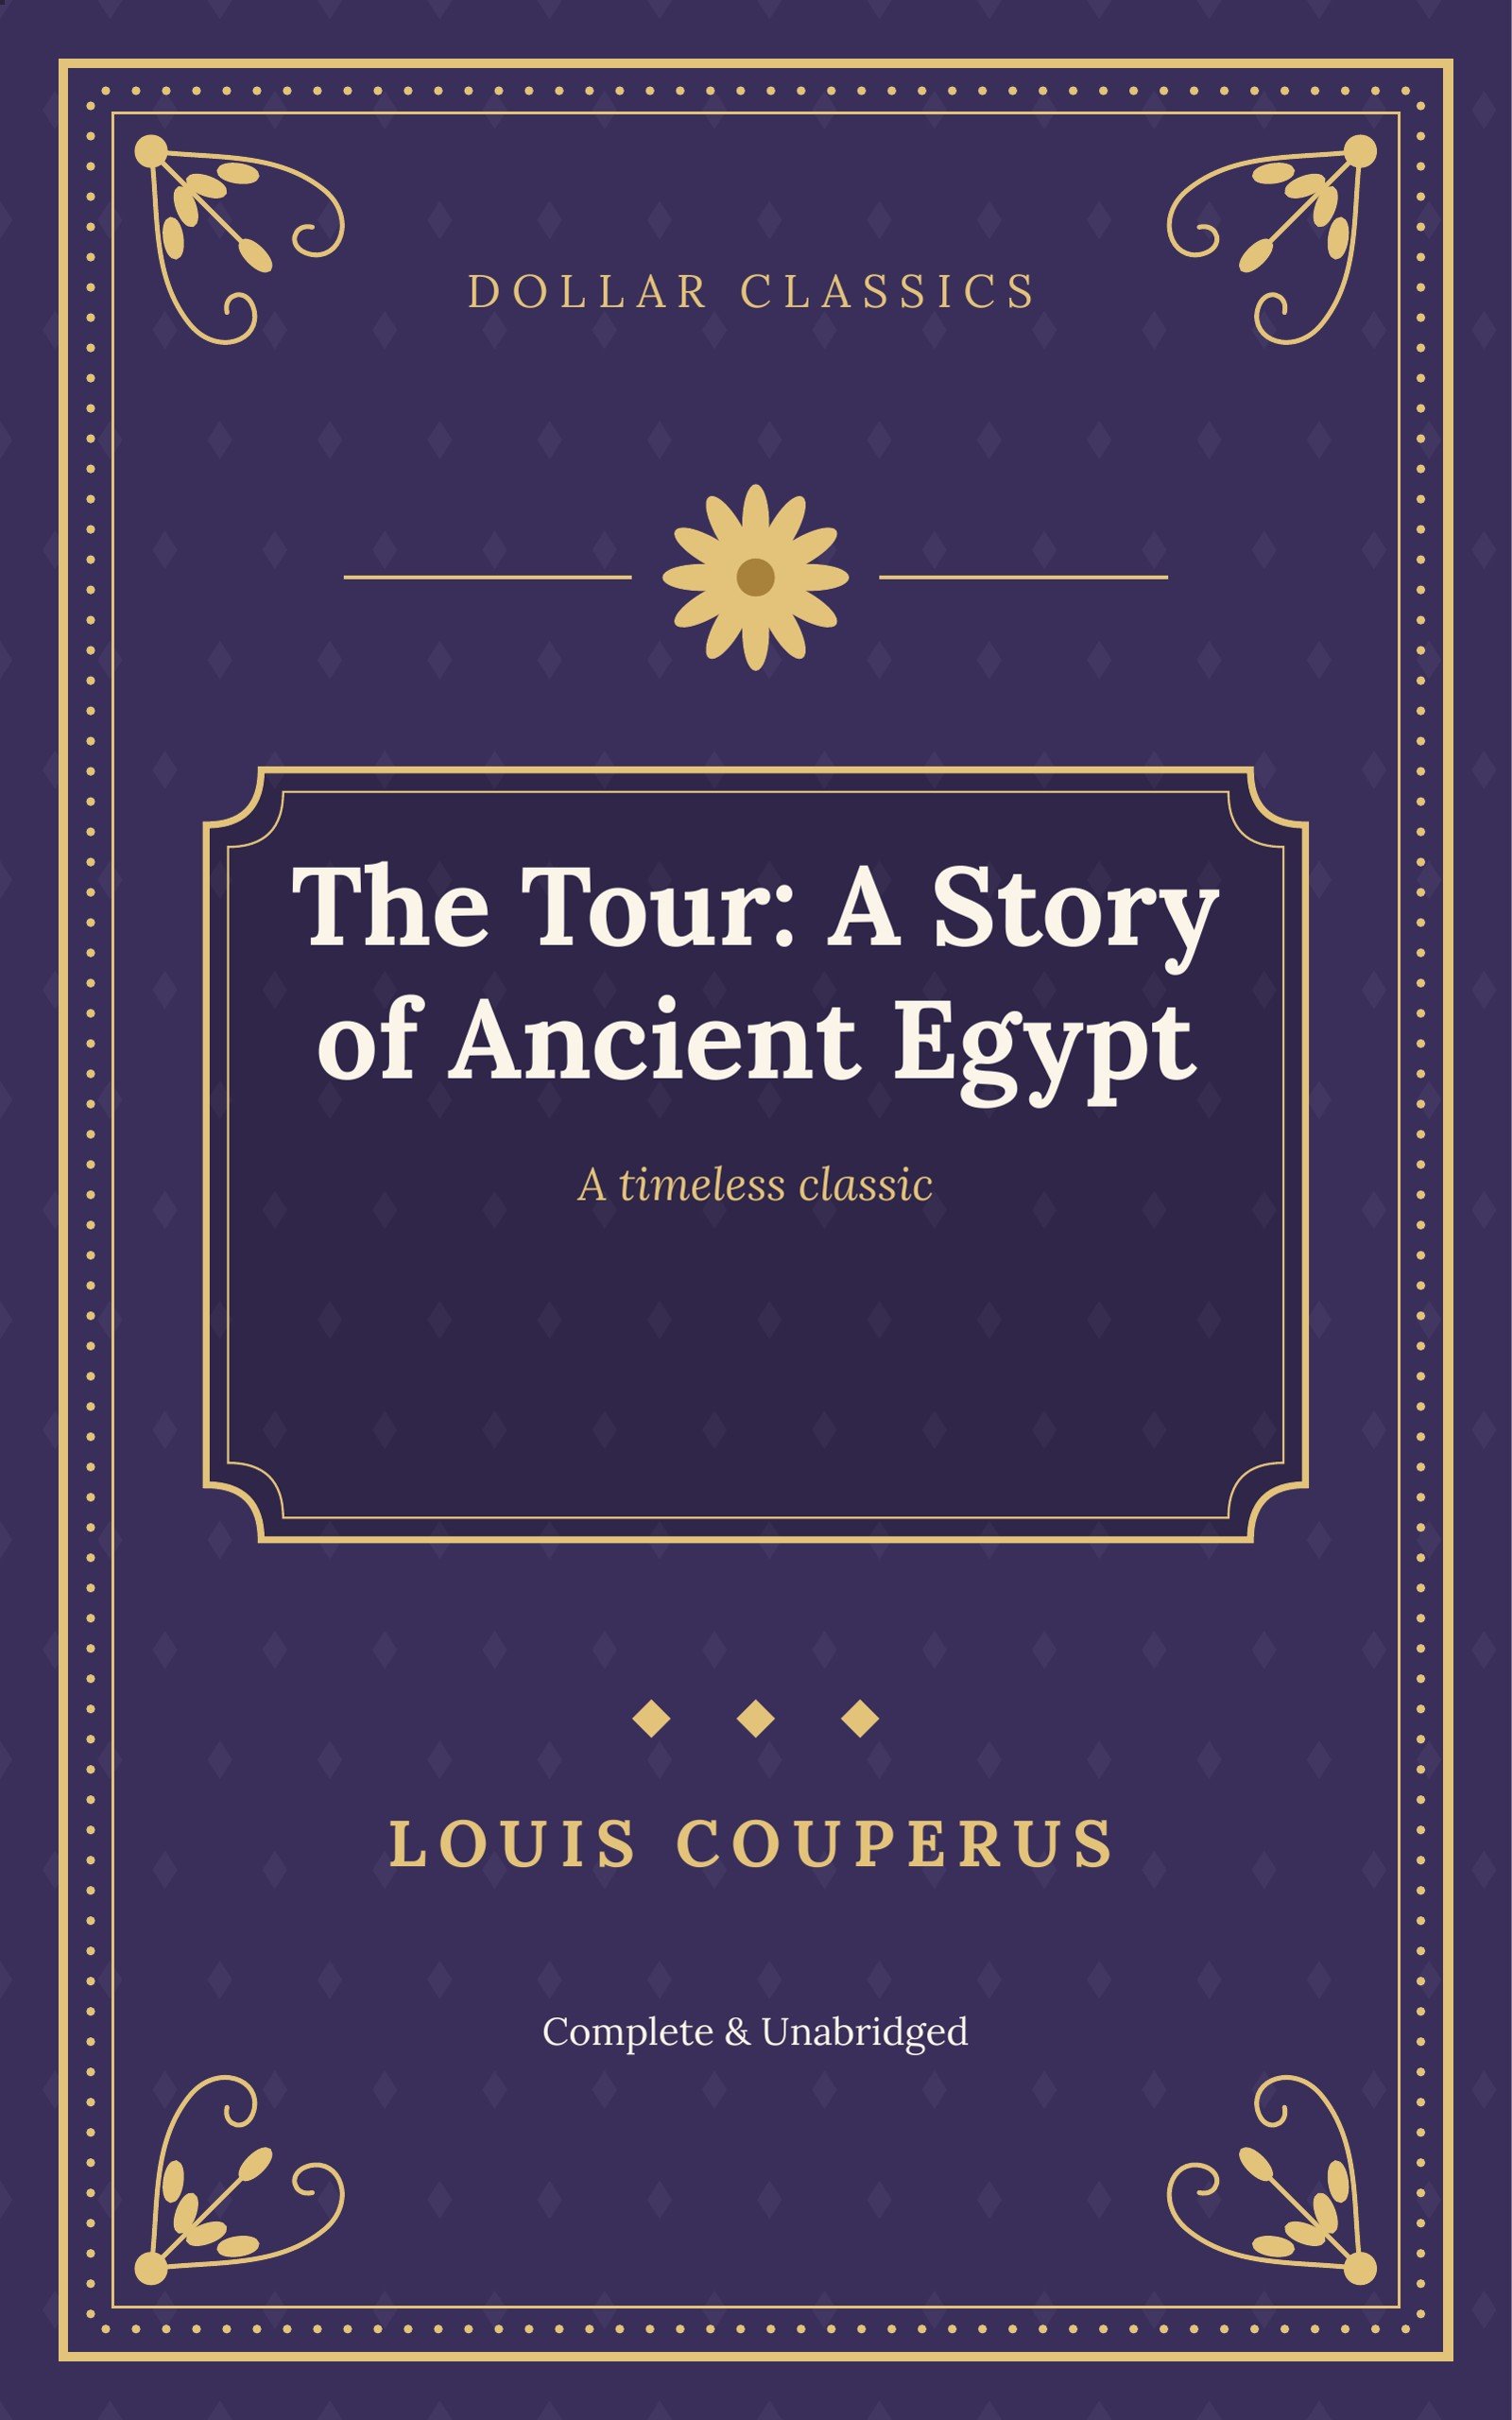 DOLLAR CLASSICS
The Tour: A Story
of Ancient Egypt
A timeless classic
LOUIS COUPERUS
Complete & Unabridged